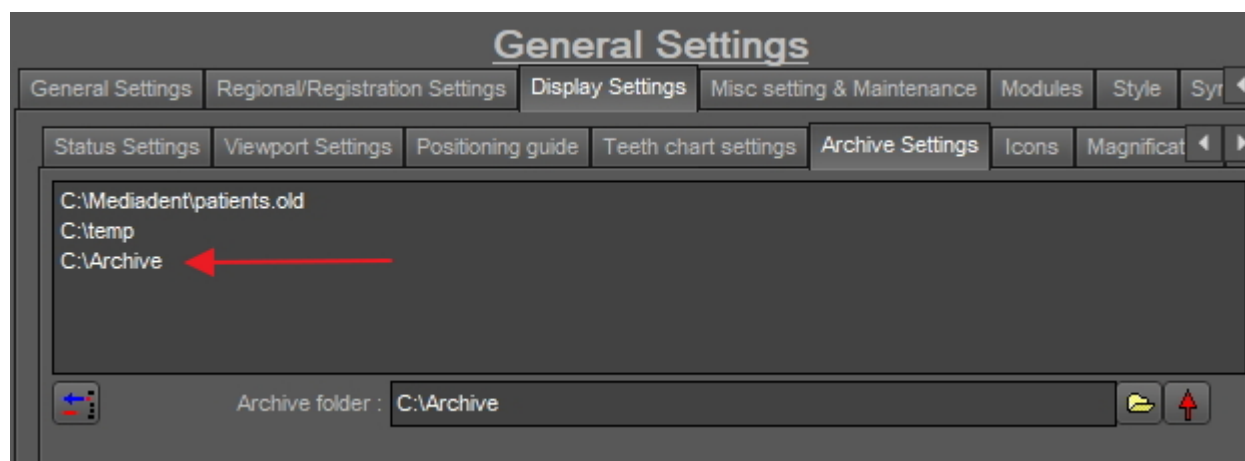 General Settings
General Settings Regional/Registration Settings Display Settings Misc setting & Maintenance Modules Style
Status Settings Viewport Settings Positioning guide Teeth chart settings Archive Settings Icons
C:\Mediadent\patients.old
C:\temp
C:\Archive
Archive folder : C:\Archive